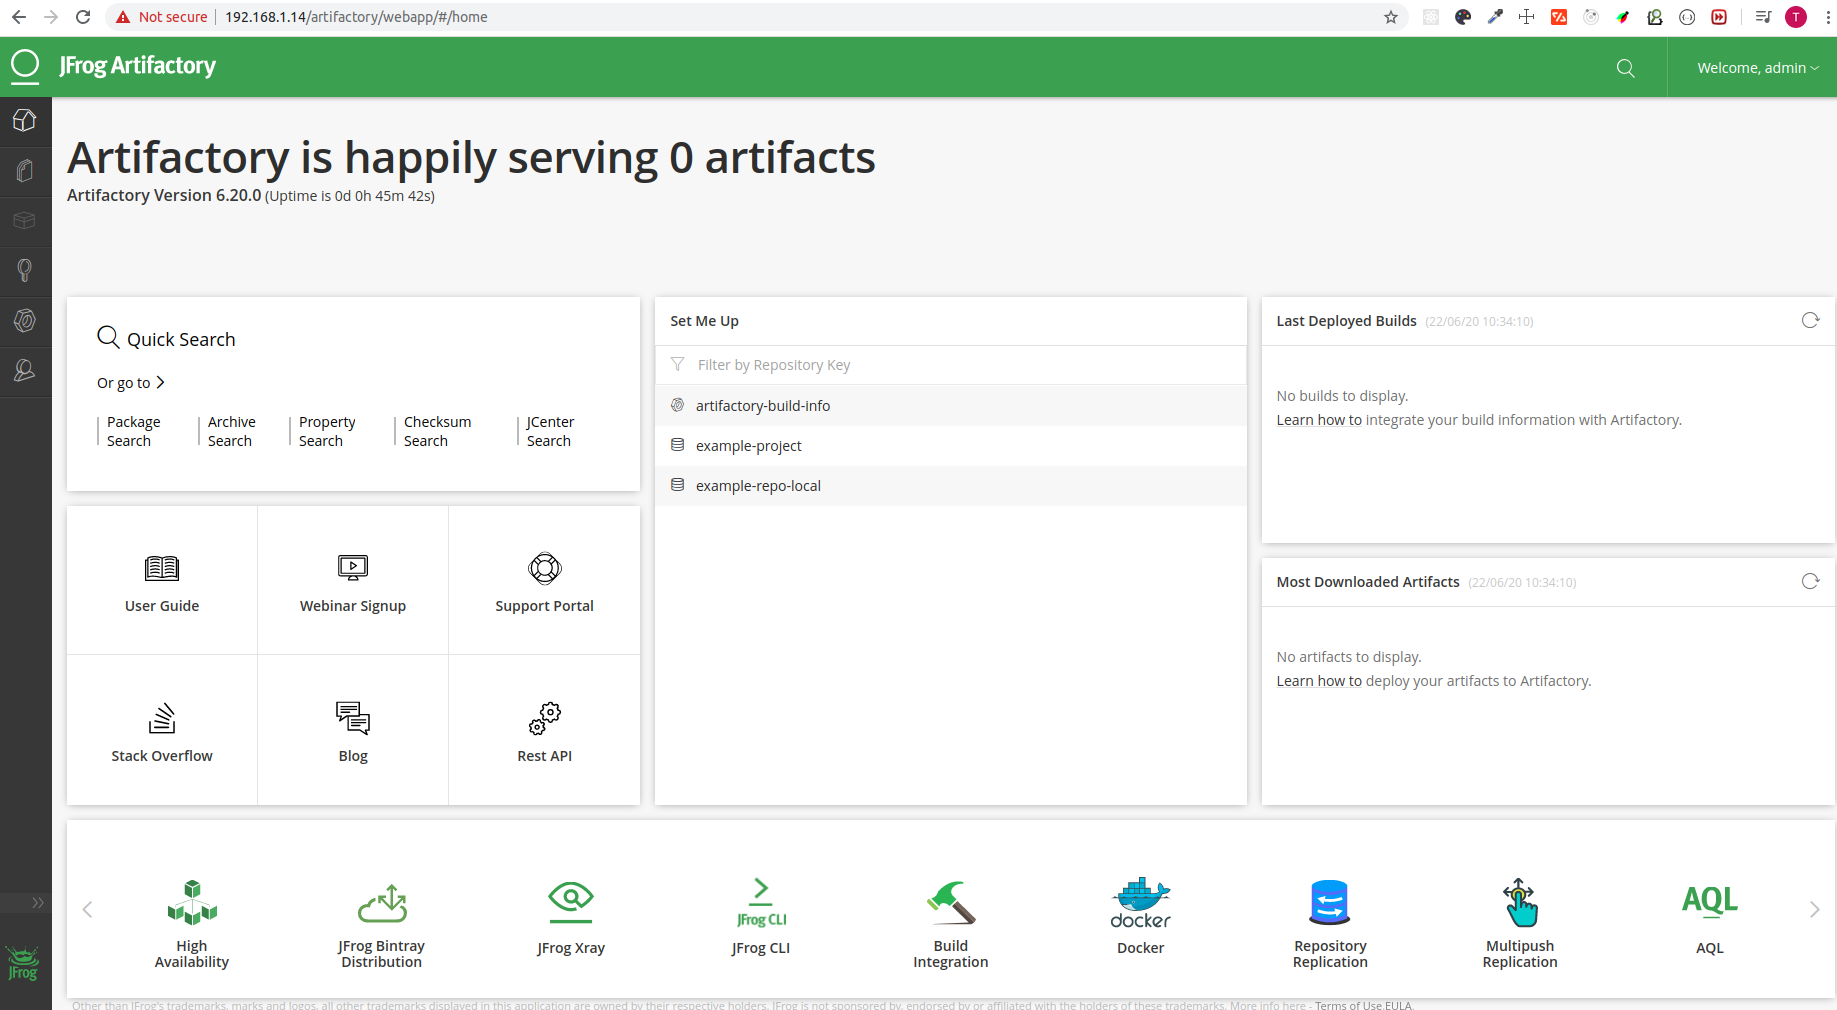 Not secure
192.168.1.14/artifactory/webapp/#/home
T
JFrog Artifactory
Welcome, admin
Artifactory is happily serving 0 artifacts
Artifactory Version 6.20.0 (Uptime is 0d 0h 45m 42s)
Quick Search
Or go to
Package
Search
Archive
Search
Property
Search
Checksum
Search
JCenter
Search
User Guide
Webinar Signup
Support Portal
Stack Overflow
Blog
Rest API
Set Me Up
Filter by Repository Key
artifactory-build-info
example-project
example-repo-local
Last Deployed Builds (22/06/20 10:34:10)
No builds to display.
Learn how to integrate your build information with Artifactory.
Most Downloaded Artifacts (22/06/20 10:34:10)
No artifacts to display.
Learn how to deploy your artifacts to Artifactory.
High
Availability
JFrog Bintray
Distribution
JFrog Xray
JFrog CLI
JFrog CLI
Build
Integration
docker
Docker
Repository
Replication
Multipush
Replication
AQL
AQL
JFrog
Other than JFrog's trademarks, marks and logos, all other trademarks displayed in this application are owned by their respective holders. JFrog is not sponsored by, endorsed by or affiliated with the holders of these trademarks. More info here - Terms of Use.EULA.